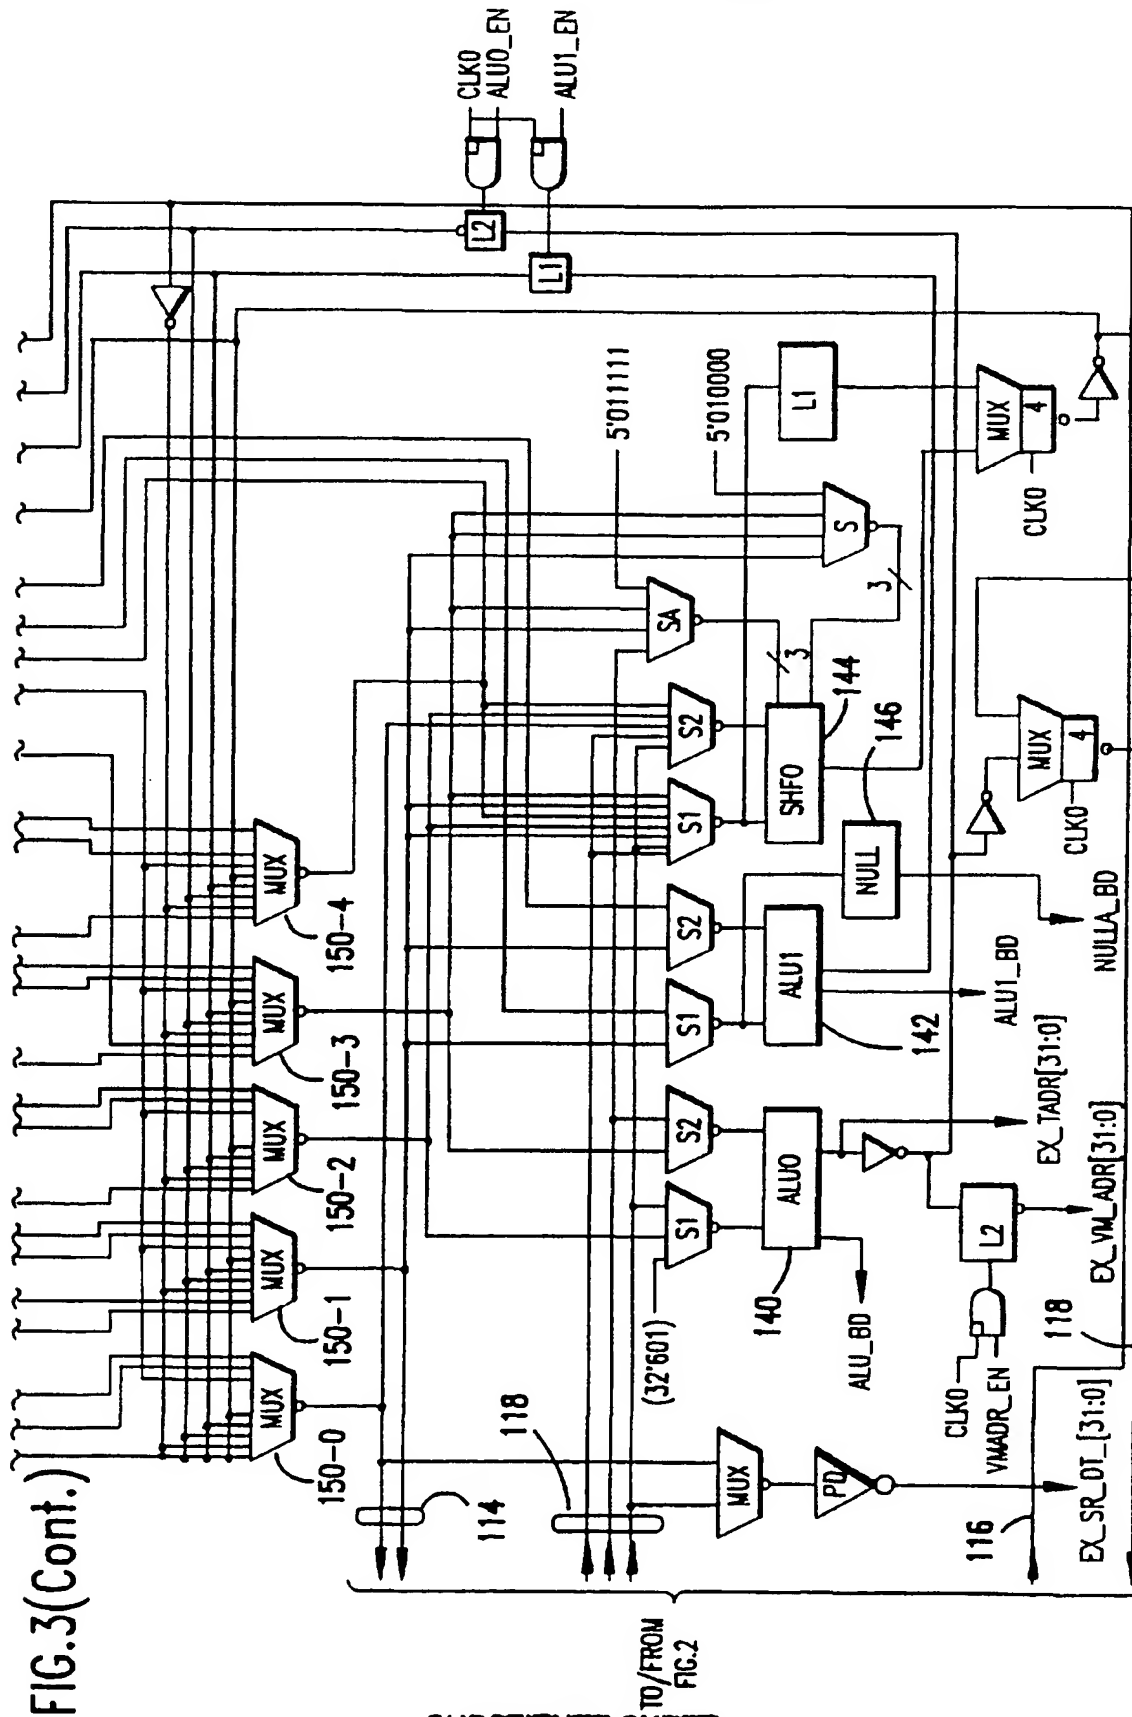 FIG.3(Cont.)
CLK0
ALU0_EN
ALU1_EN
L2
L1
MUX
150-0
MUX
150-1
MUX
150-2
MUX
150-3
MUX
150-4
5'011111
5'010000
L1
114
118
(32'601)
S1
S2
S1
S2
S1
S2
SA
S
3
3
ALU0
140
ALU1
142
NULL
146
SHF0
144
MUX
4
CLK0
MUX
4
CLK0
MUX
PD
ALU_BD
CLK0
VMADR_EN
L2
EX_VM_ADR[31:0]
EX_TADR[31:0]
ALU1_BD
NULLA_BD
EX_SR_DT_[31:0]
116
118
TO/FROM
FIG.2